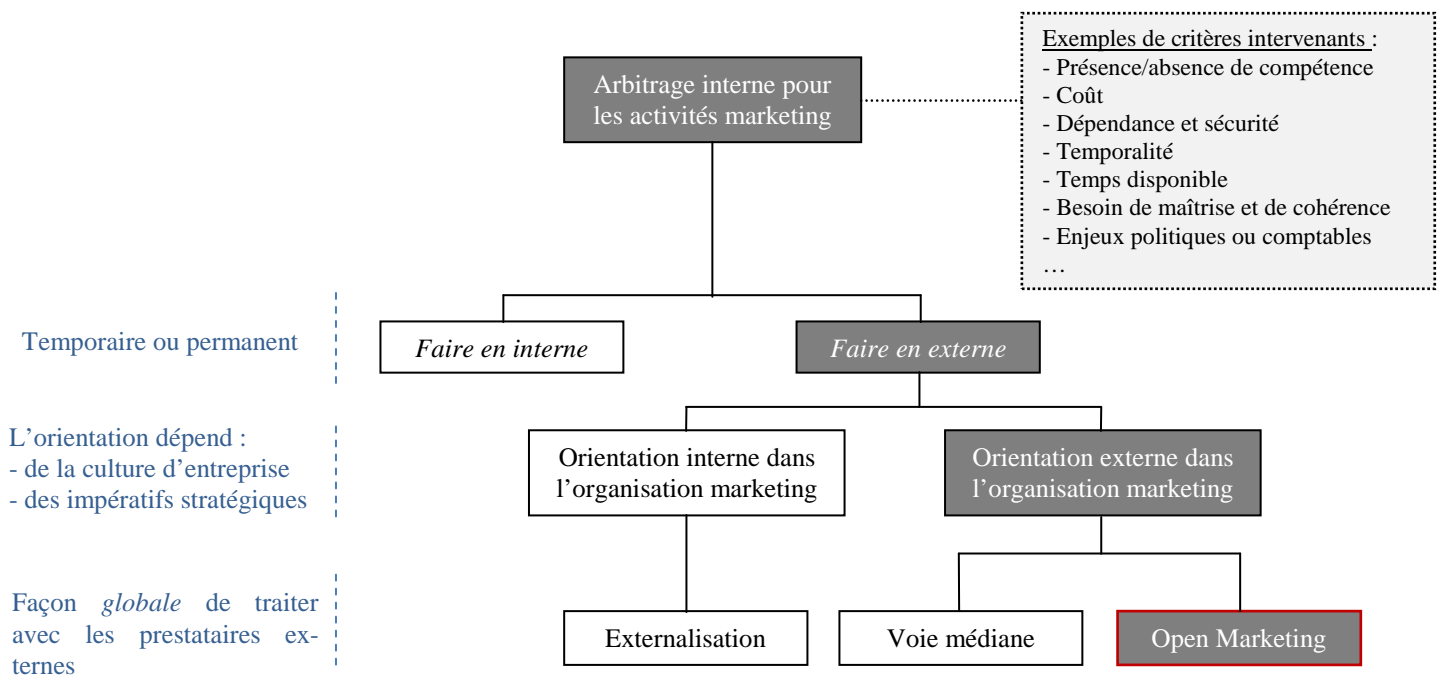 Exemples de critères intervenants :
- Présence/absence de compétence
- Coût
- Dépendance et sécurité
- Temporalité
- Temps disponible
- Besoin de maîtrise et de cohérence
- Enjeux politiques ou comptables
…
Arbitrage interne pour
les activités marketing
Temporaire ou permanent
Faire en interne
Faire en externe
L’orientation dépend :
- de la culture d’entreprise
- des impératifs stratégiques
Orientation interne dans
l’organisation marketing
Orientation externe dans
l’organisation marketing
Façon globale de traiter
avec les prestataires ex-
ternes
Externalisation
Voie médiane
Open Marketing